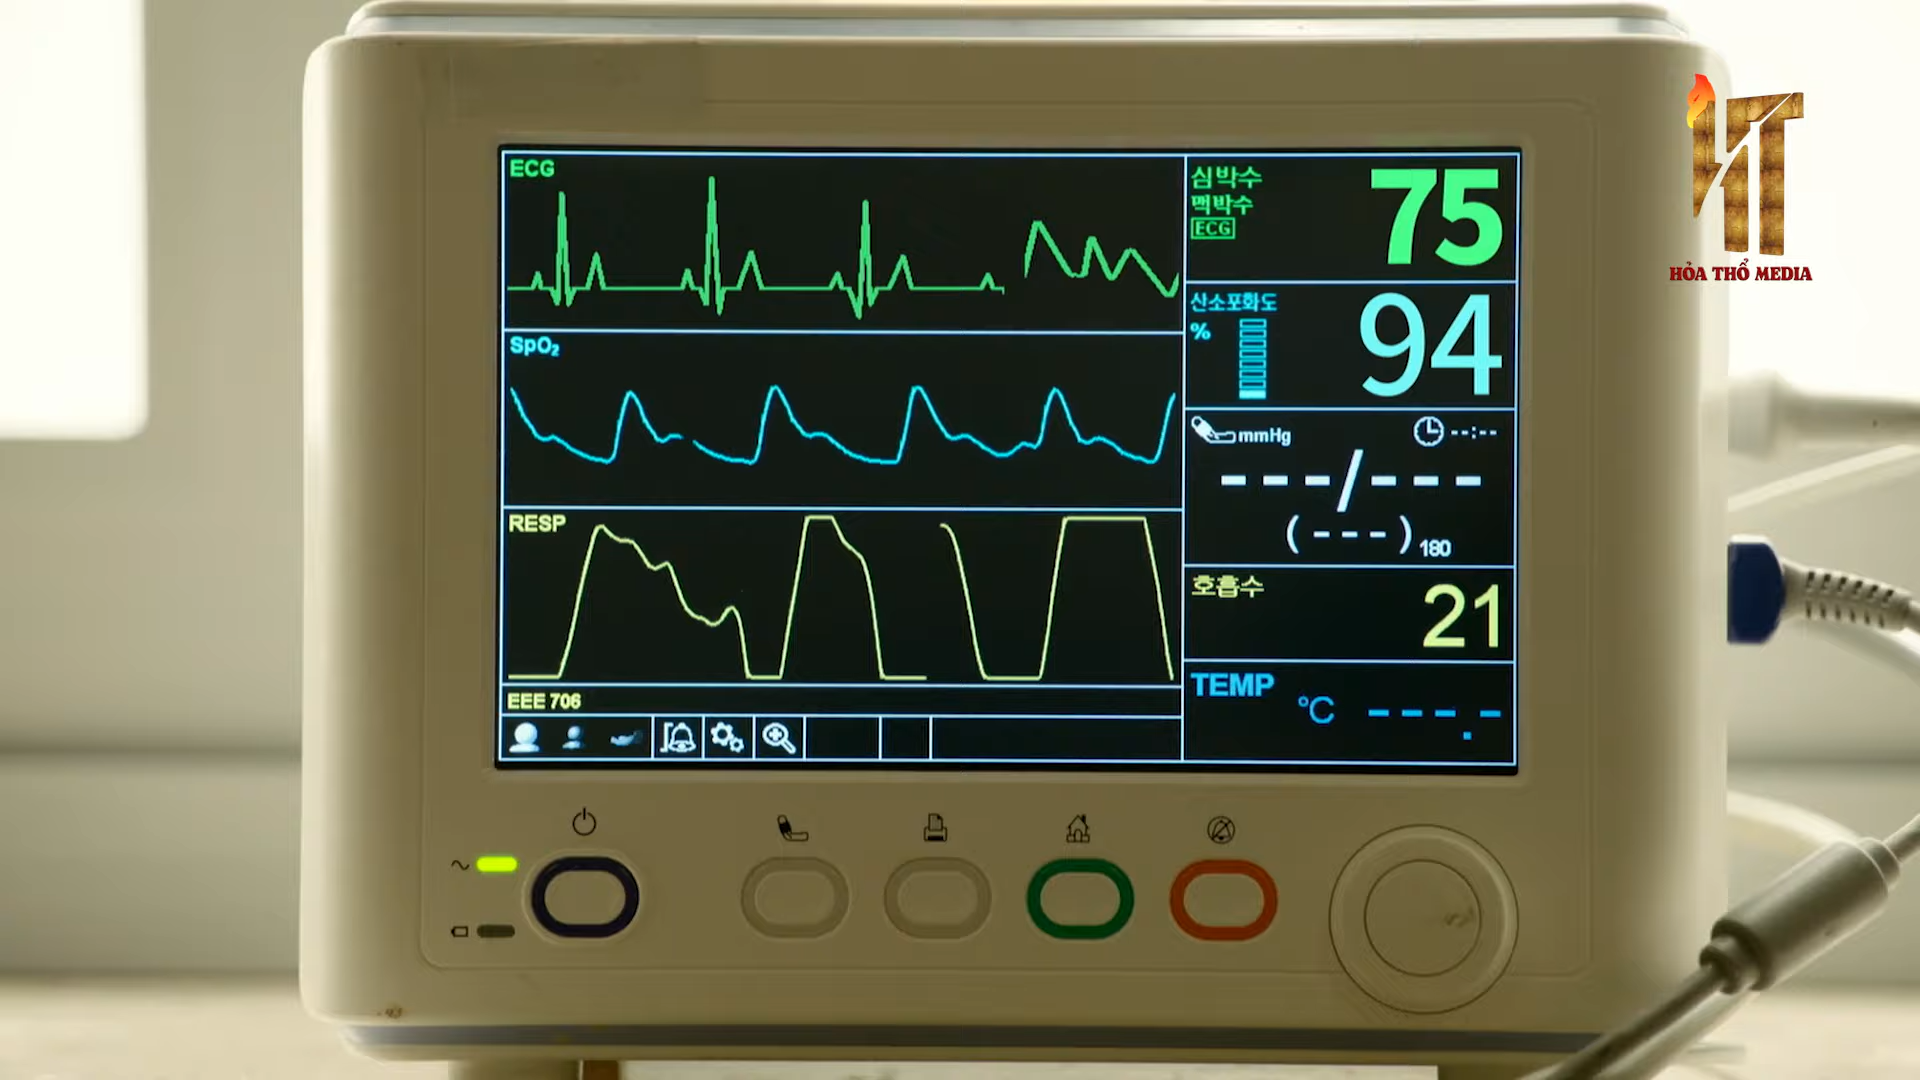 ECG
심박수
맥박수
ECG
75
SpO₂
산소포화도
%
94
mmHg
--:--
---/---
(---)180
RESP
호흡수
21
EEE 706
TEMP
°C
---.-
HỎA THỔ MEDIA